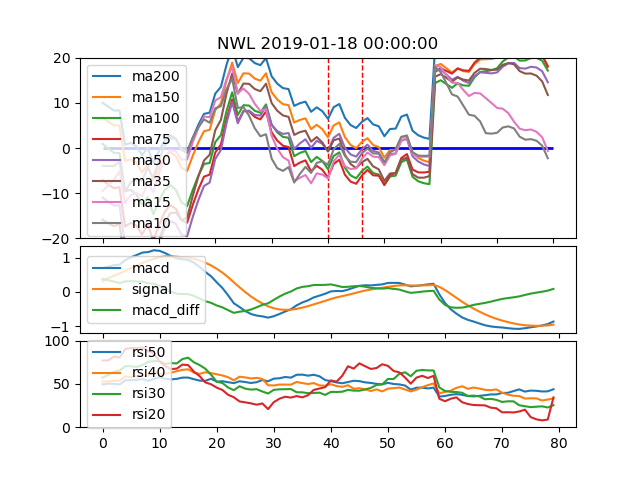 NWL 2019-01-18 00:00:00
20
10
0
−10
−20
ma200
ma150
ma100
ma75
ma50
ma35
ma15
ma10
1
0
−1
macd
signal
macd_diff
100
50
0
rsi50
rsi40
rsi30
rsi20
0 10 20 30 40 50 60 70 80